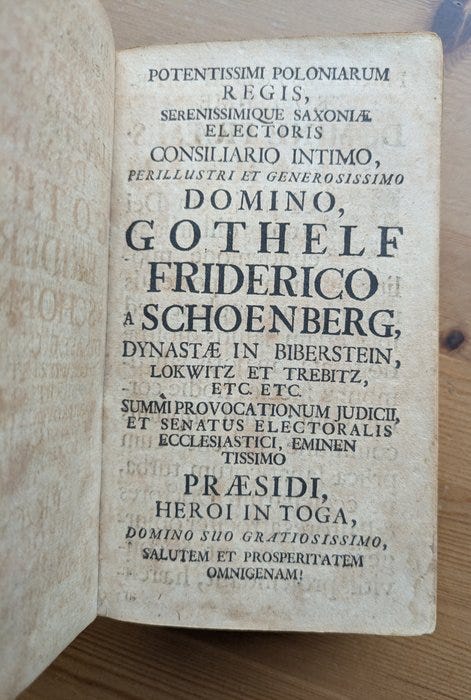 POTENTISSIMI POLONIARUM
REGIS,
SERENISSIMIQUE SAXONIÆ
ELECTORIS
CONSILIARIO INTIMO,
PERILLUSTRI ET GENEROSISSIMO
DOMINO,
GOTHELF
FRIDERICO
A SCHOENBERG,
DYNASTÆ IN BIBERSTEIN,
LOKWITZ ET TREBITZ,
ETC. ETC.
SUMMI PROVOCATIONUM JUDICII,
ET SENATUS ELECTORALIS
ECCLESIASTICI, EMINEN
TISSIMO
PRÆSIDI,
HEROI IN TOGA,
DOMINO SUO GRATIOSISSIMO,
SALUTEM ET PROSPERITATEM
OMNIGENAM!